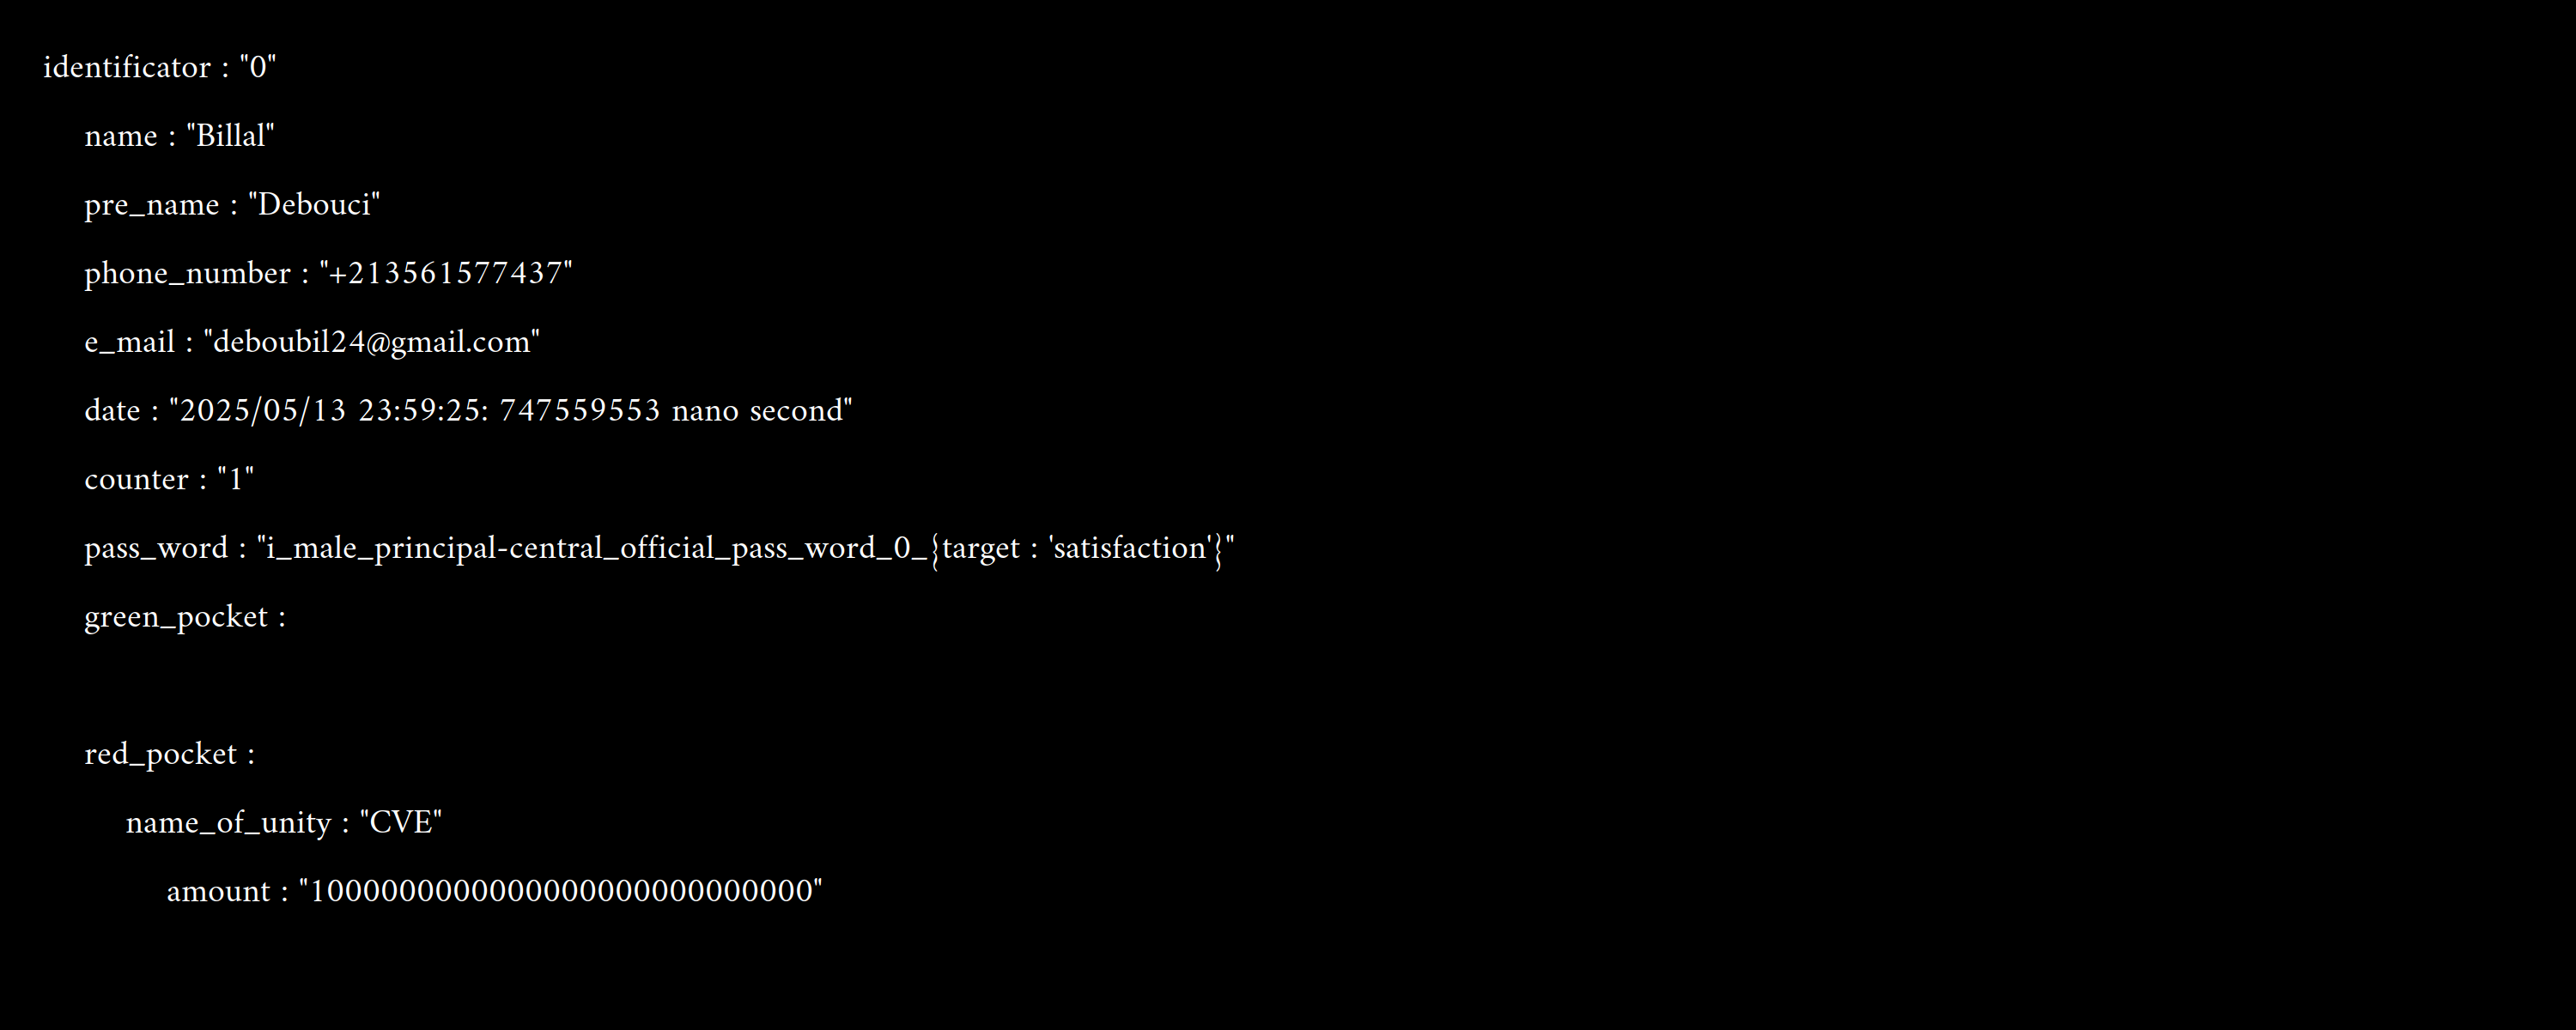 identificator : "0"
name : "Billal"
pre_name : "Debouci"
phone_number : "+213561577437"
e_mail : "deboubil24@gmail.com"
date : "2025/05/13 23:59:25: 747559553 nano second"
counter : "1"
pass_word : "i_male_principal-central_official_pass_word_0_{target : 'satisfaction'}"
green_pocket :
red_pocket :
name_of_unity : "CVE"
amount : "1000000000000000000000000000"